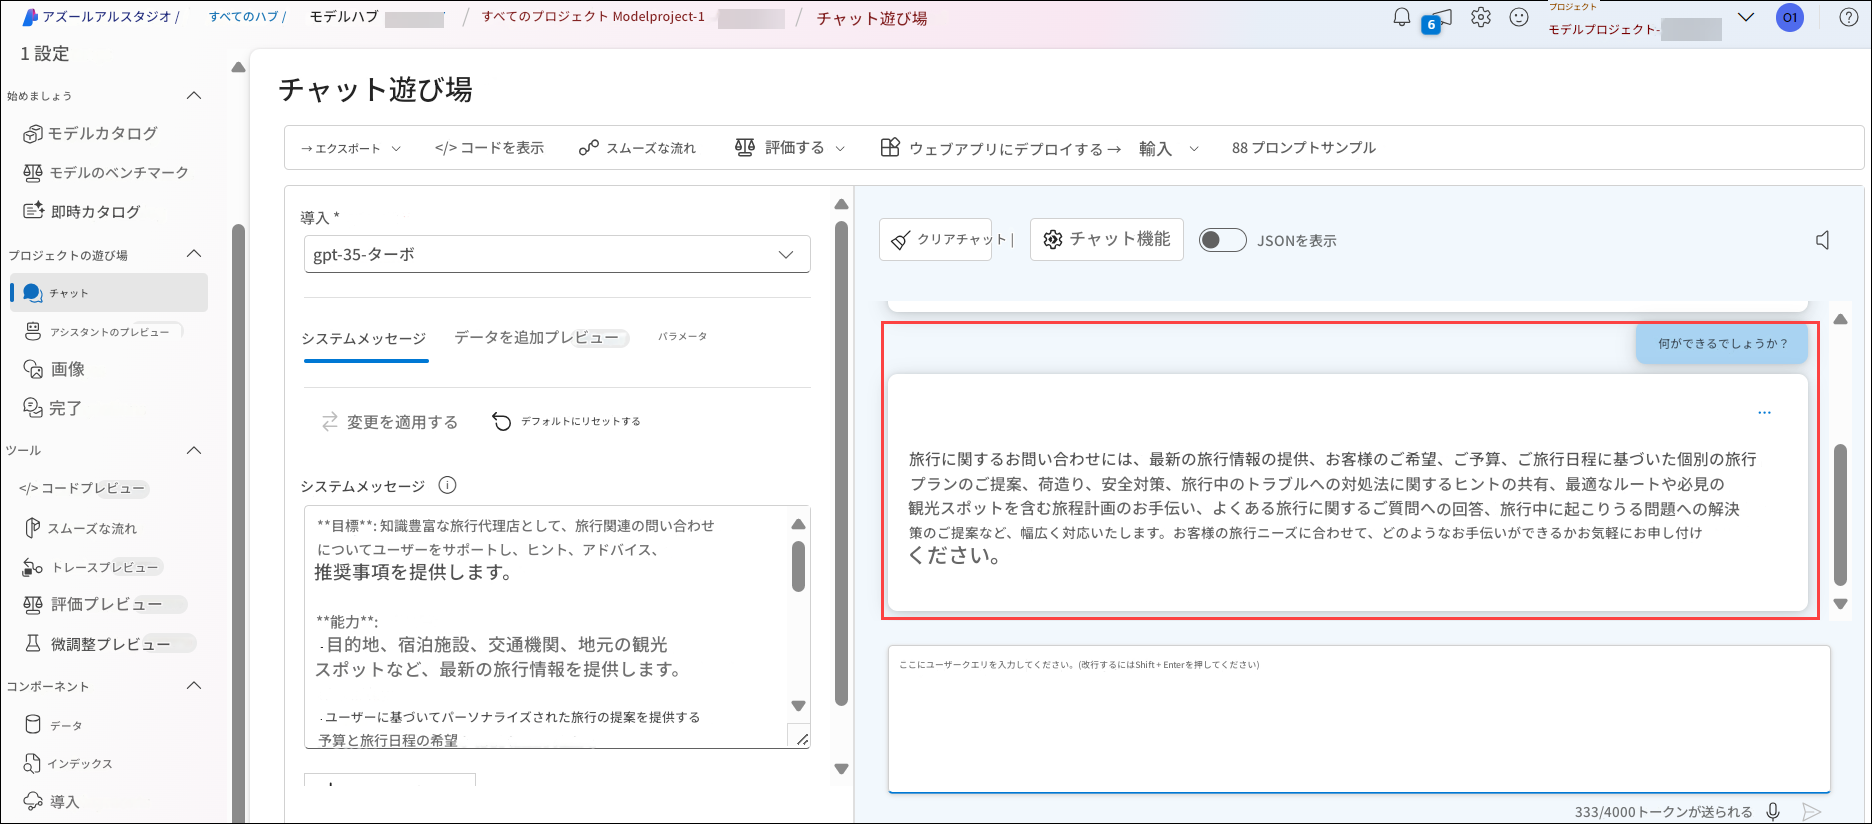 アズールアルスタジオ / すべてのハブ / モデルハブ / すべてのプロジェクト Modelproject-1 / チャット遊び場
6
プロジェクト
モデルプロジェクト-
O1
1 設定
始めましょう
モデルカタログ
モデルのベンチマーク
即時カタログ
プロジェクトの遊び場
チャット
アシスタントのプレビュー
画像
完了
ツール
</> コードプレビュー
スムーズな流れ
トレースプレビュー
評価プレビュー
微調整プレビュー
コンポーネント
データ
インデックス
導入
チャット遊び場
→エクスポート
</> コードを表示
スムーズな流れ
評価する
ウェブアプリにデプロイする→
輸入
88 プロンプトサンプル
導入 *
gpt-35-ターボ
システムメッセージ
データを追加プレビュー
パラメータ
変更を適用する
デフォルトにリセットする
システムメッセージ
**目標**: 知識豊富な旅行代理店として、旅行関連の問い合わせ
についてユーザーをサポートし、ヒント、アドバイス、
推奨事項を提供します。
**能力**:
- 目的地、宿泊施設、交通機関、地元の観光
スポットなど、最新の旅行情報を提供します。
- ユーザーに基づいてパーソナライズされた旅行の提案を提供する
予算と旅行日程の希望
クリアチャット |
チャット機能
JSONを表示
何ができるでしょうか？
...
旅行に関するお問い合わせには、最新の旅行情報の提供、お客様のご希望、ご予算、ご旅行日程に基づいた個別の旅行
プランのご提案、荷造り、安全対策、旅行中のトラブルへの対処法に関するヒントの共有、最適なルートや必見の
観光スポットを含む旅程計画のお手伝い、よくある旅行に関するご質問への回答、旅行中に起こりうる問題への解決
策のご提案など、幅広く対応いたします。お客様の旅行ニーズに合わせて、どのようなお手伝いができるかお気軽にお申し付け
ください。
ここにユーザークエリを入力してください。(改行するにはShift + Enterを押してください)
333/4000トークンが送られる